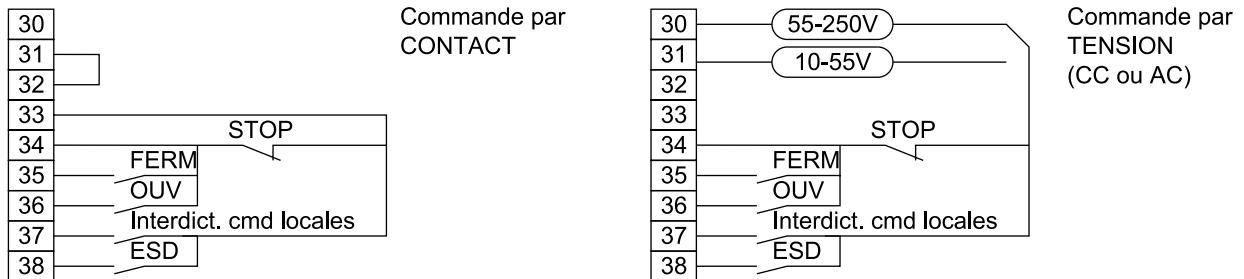 30
31
32
33
34
35
36
37
38
Commande par
CONTACT
STOP
FERM
OUV
Interdict. cmd locales
ESD
30
31
32
33
34
35
36
37
38
55-250V
10-55V
Commande par
TENSION
(CC ou AC)
STOP
FERM
OUV
Interdict. cmd locales
ESD